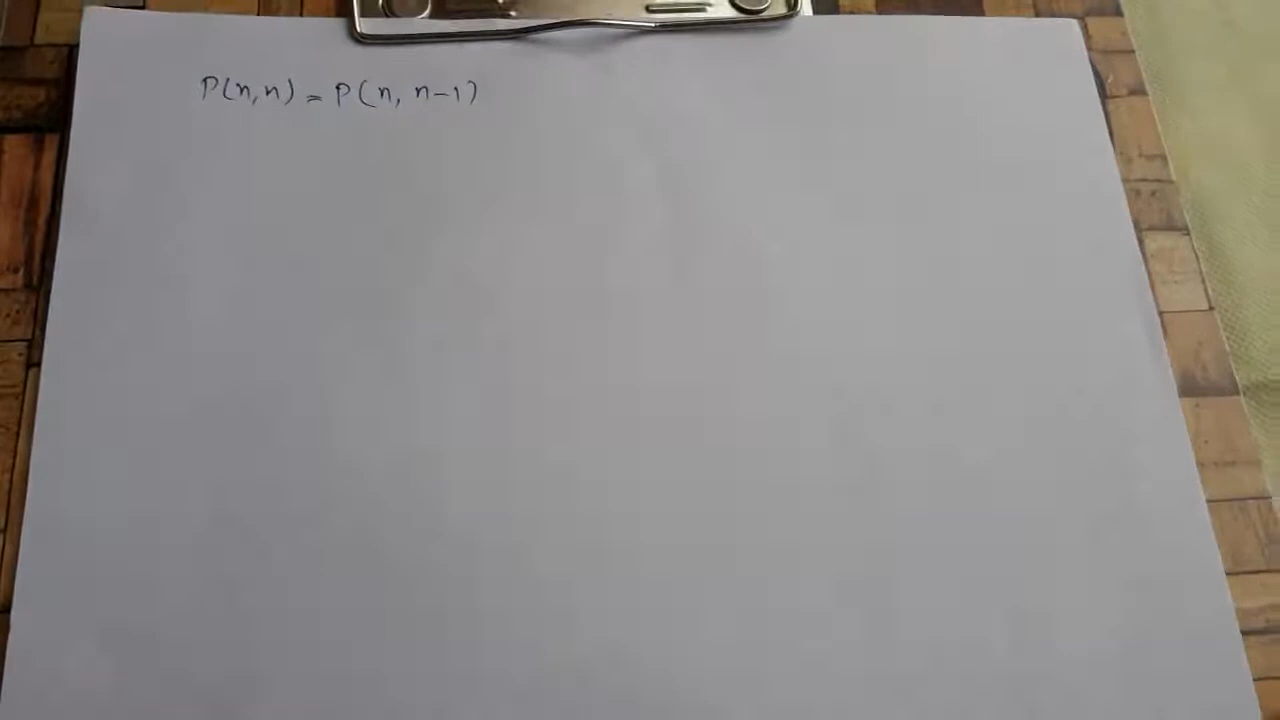 P(n,n) = P(n, n-1)